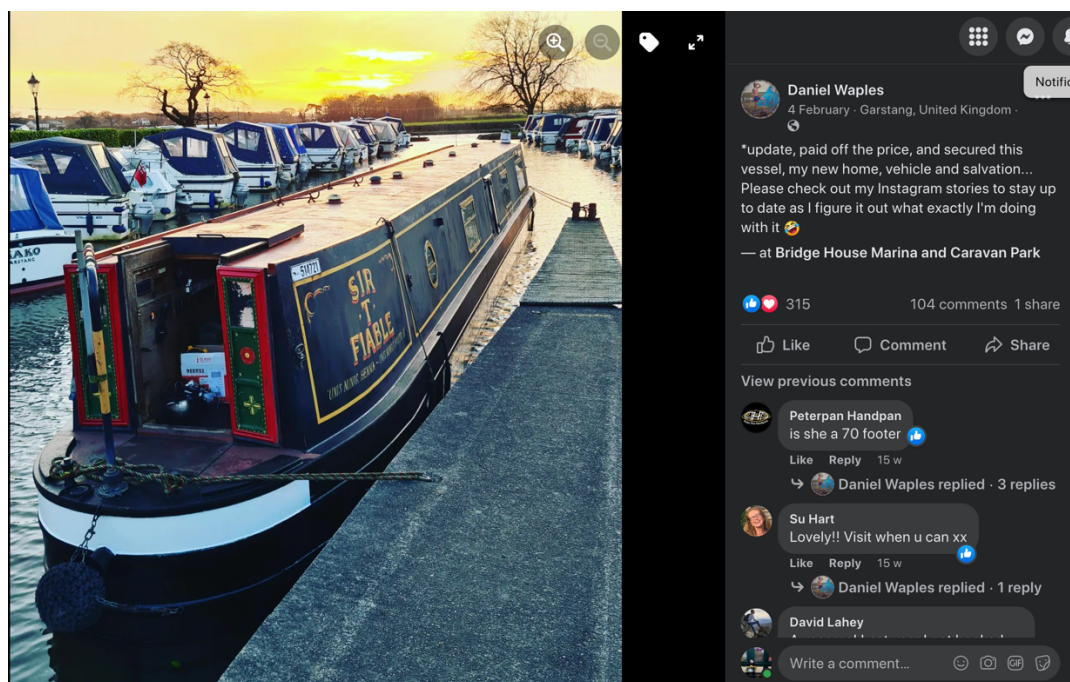 AKO
RSTANG
514721
SIR
·T·
FIABLE
Notific
Daniel Waples
4 February · Garstang, United Kingdom ·
*update, paid off the price, and secured this
vessel, my new home, vehicle and salvation...
Please check out my Instagram stories to stay up
to date as I figure it out what exactly I'm doing
with it 🤣
— at Bridge House Marina and Caravan Park
315
104 comments 1 share
Like
Comment
Share
View previous comments
Peterpan Handpan
is she a 70 footer
Like Reply 15 w
Daniel Waples replied · 3 replies
Su Hart
Lovely!! Visit when u can xx
Like Reply 15 w
Daniel Waples replied · 1 reply
David Lahey
Write a comment...
GIF